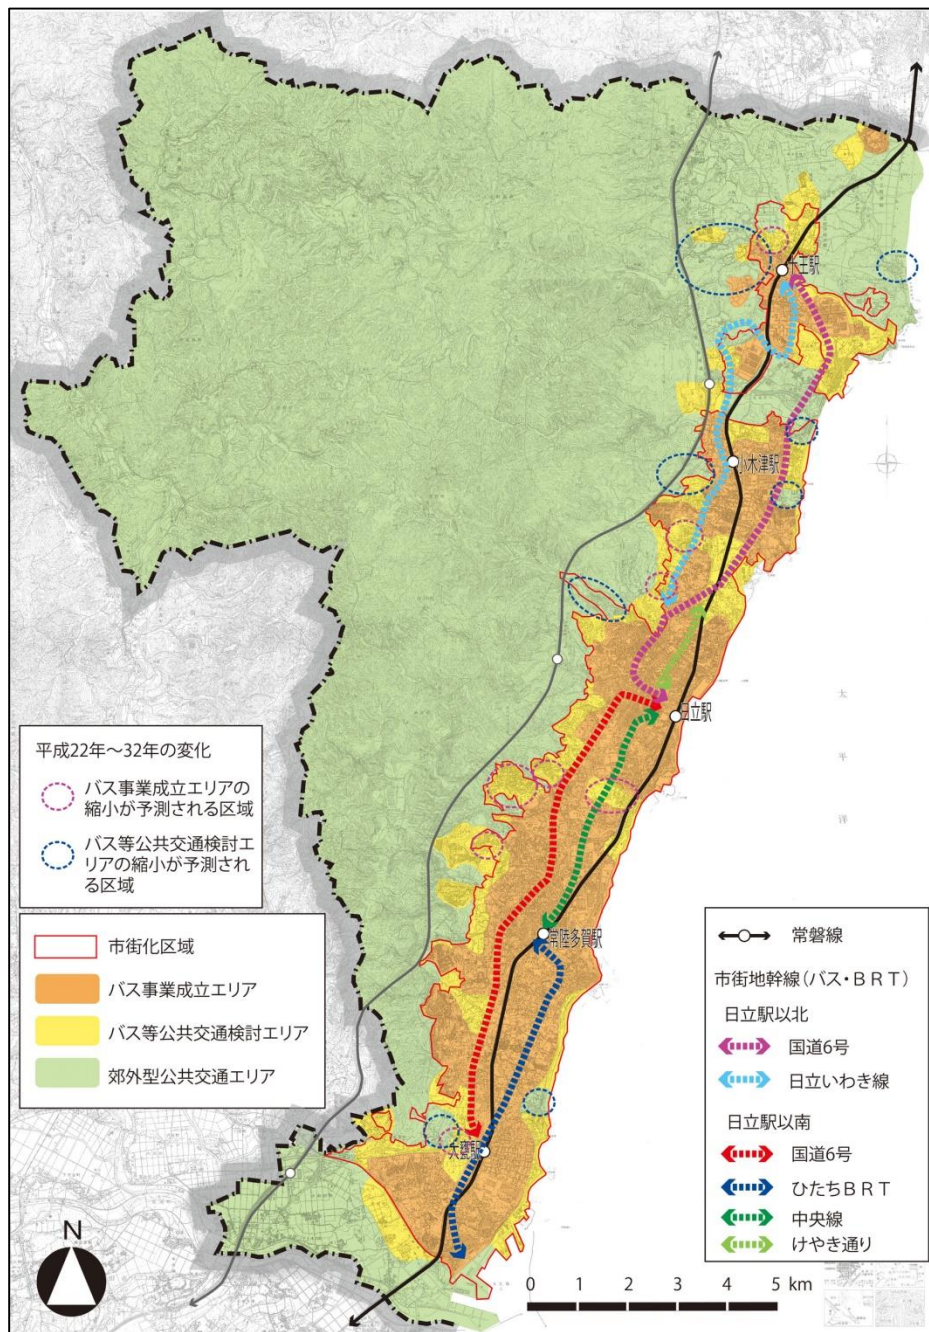 十王駅
小木津駅
日立駅
常陸多賀駅
大甕駅
太平洋
平成22年～32年の変化
バス事業成立エリアの
縮小が予測される区域
バス等公共交通検討エ
リアの縮小が予測され
る区域
市街化区域
バス事業成立エリア
バス等公共交通検討エリア
郊外型公共交通エリア
常磐線
市街地幹線（バス・ＢＲＴ）
日立駅以北
国道6号
日立いわき線
日立駅以南
国道6号
ひたちＢＲＴ
中央線
けやき通り
N
0 1 2 3 4 5 km